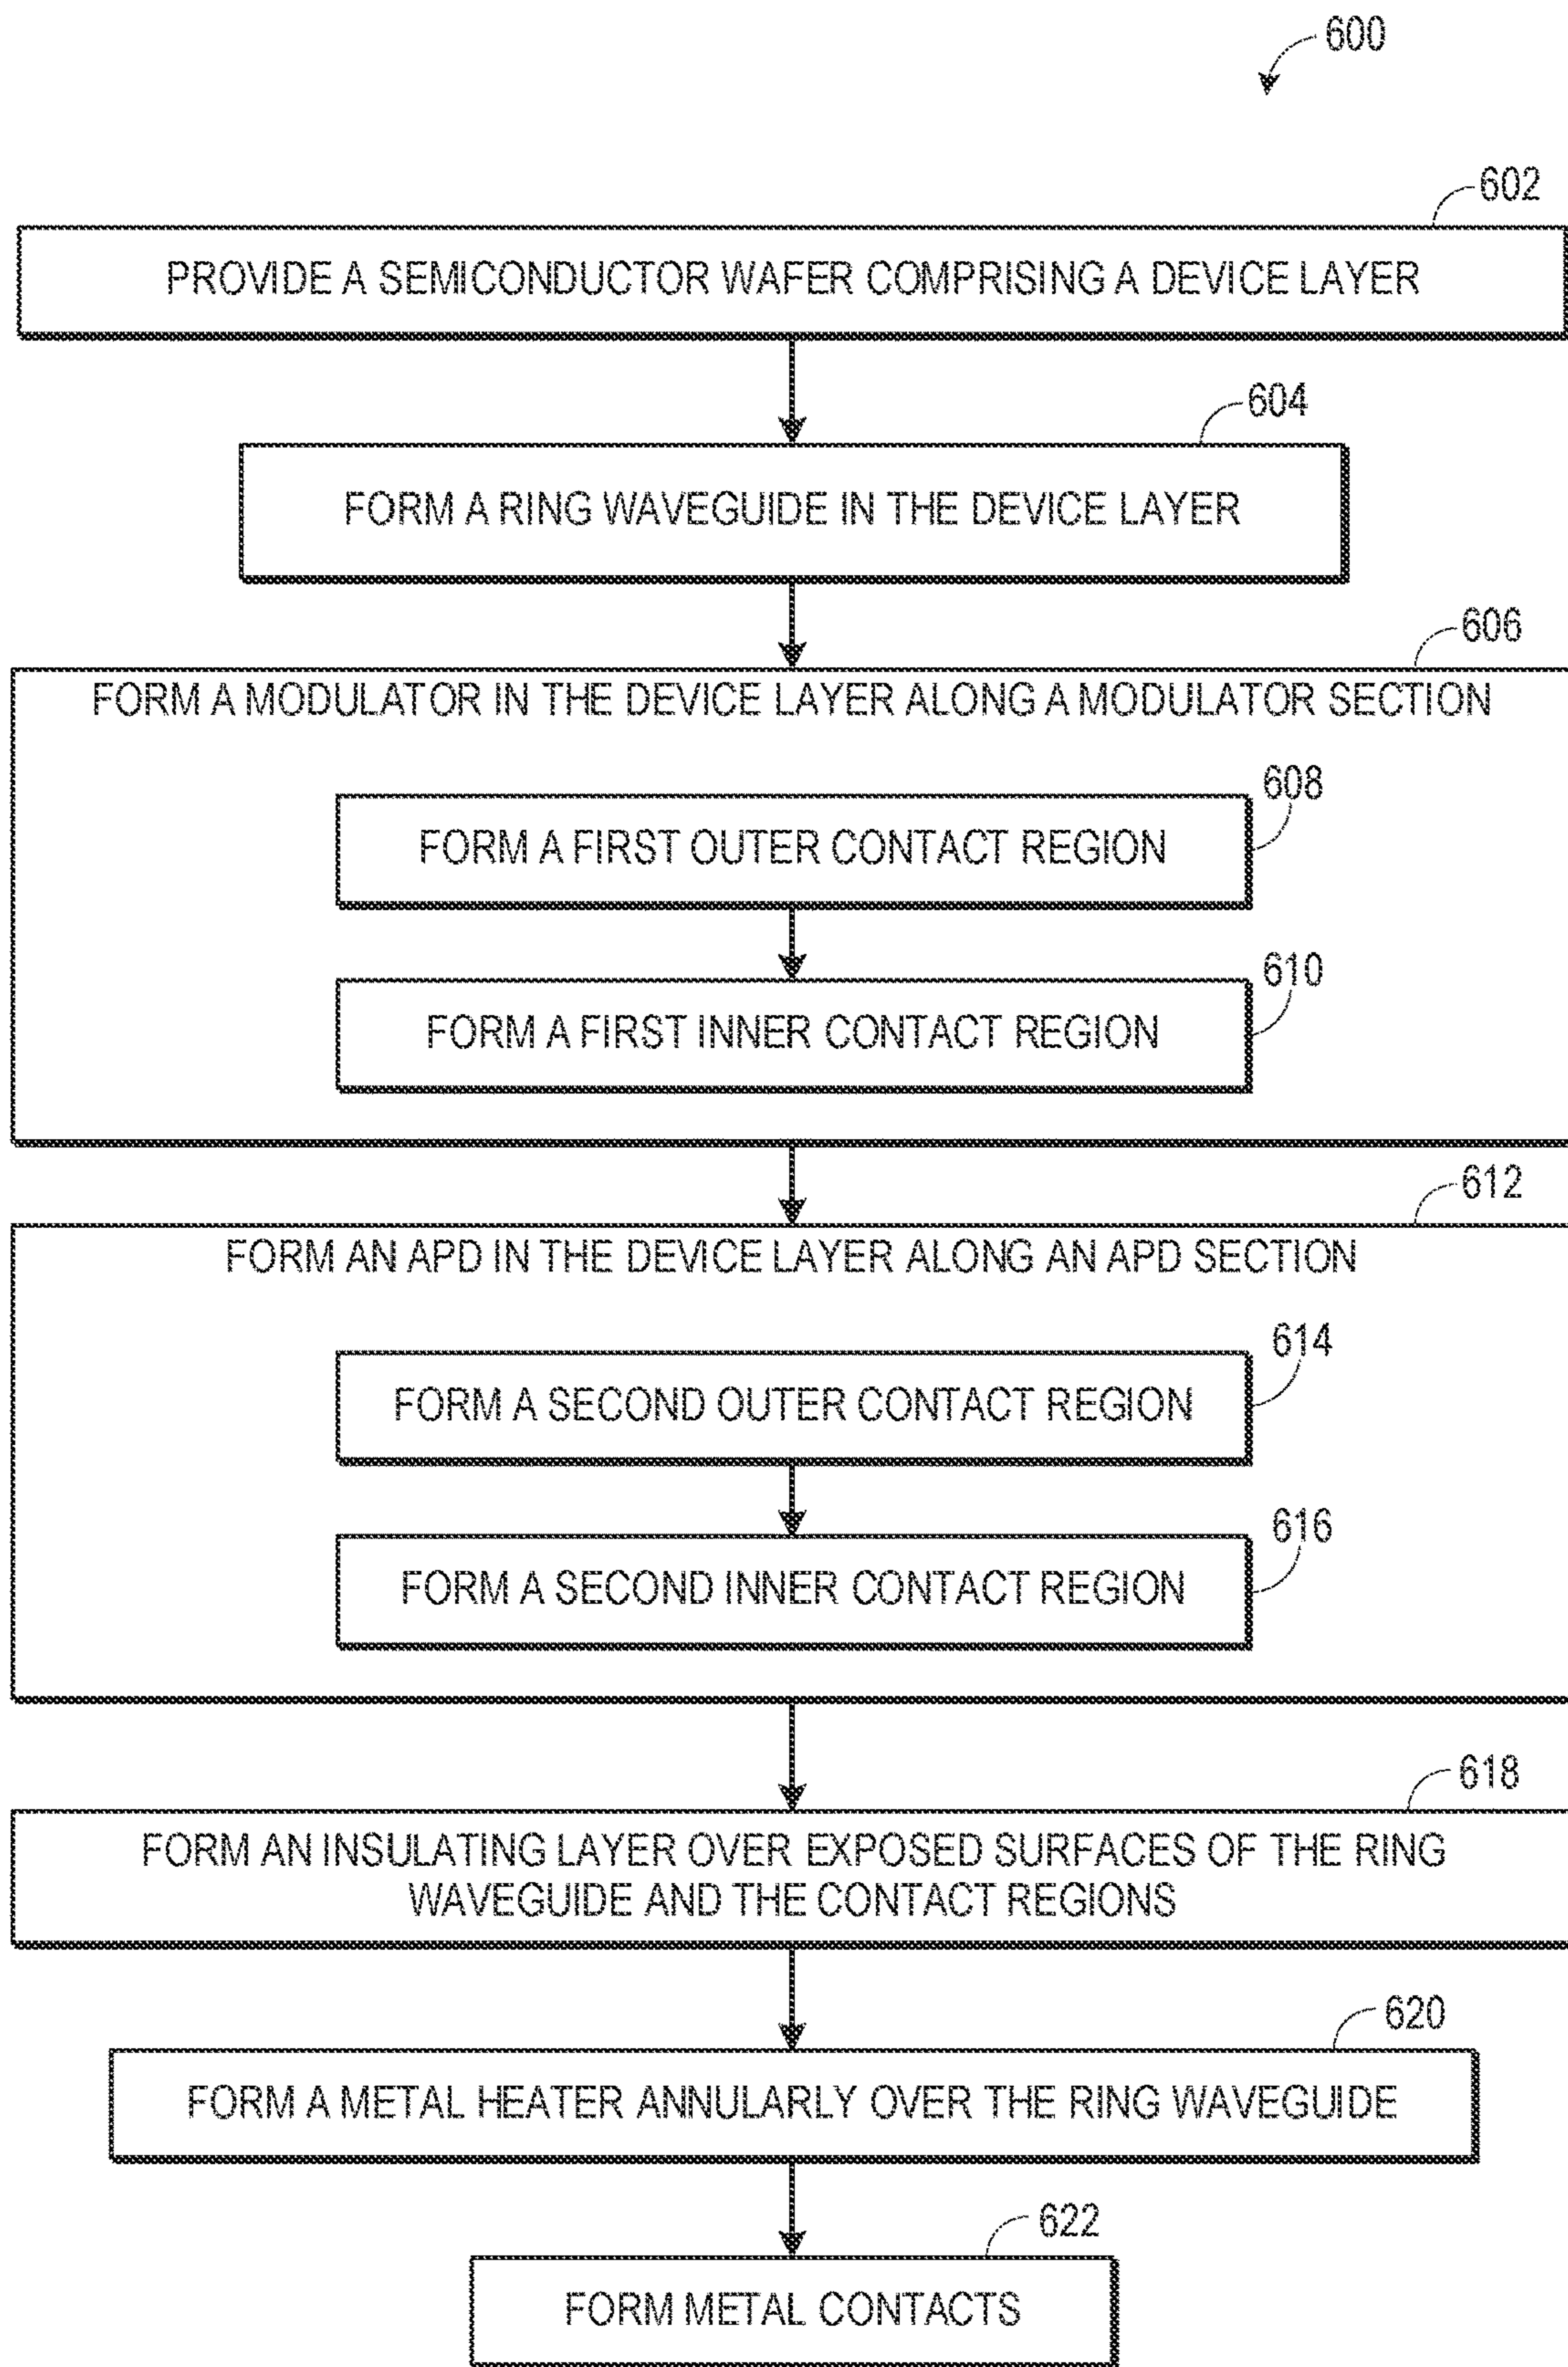 600
602
PROVIDE A SEMICONDUCTOR WAFER COMPRISING A DEVICE LAYER
604
FORM A RING WAVEGUIDE IN THE DEVICE LAYER
606
FORM A MODULATOR IN THE DEVICE LAYER ALONG A MODULATOR SECTION
608
FORM A FIRST OUTER CONTACT REGION
610
FORM A FIRST INNER CONTACT REGION
612
FORM AN APD IN THE DEVICE LAYER ALONG AN APD SECTION
614
FORM A SECOND OUTER CONTACT REGION
616
FORM A SECOND INNER CONTACT REGION
618
FORM AN INSULATING LAYER OVER EXPOSED SURFACES OF THE RING
WAVEGUIDE AND THE CONTACT REGIONS
620
FORM A METAL HEATER ANNULARLY OVER THE RING WAVEGUIDE
622
FORM METAL CONTACTS